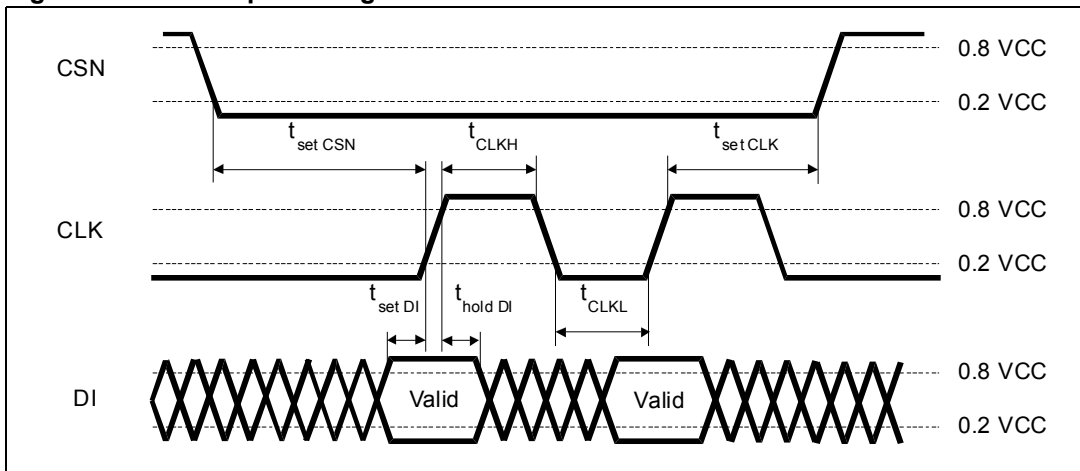 CSN
0.8 VCC
0.2 VCC
t set CSN
t CLKH
t set CLK
CLK
0.8 VCC
0.2 VCC
t set DI
t hold DI
t CLKL
DI
Valid
Valid
0.8 VCC
0.2 VCC